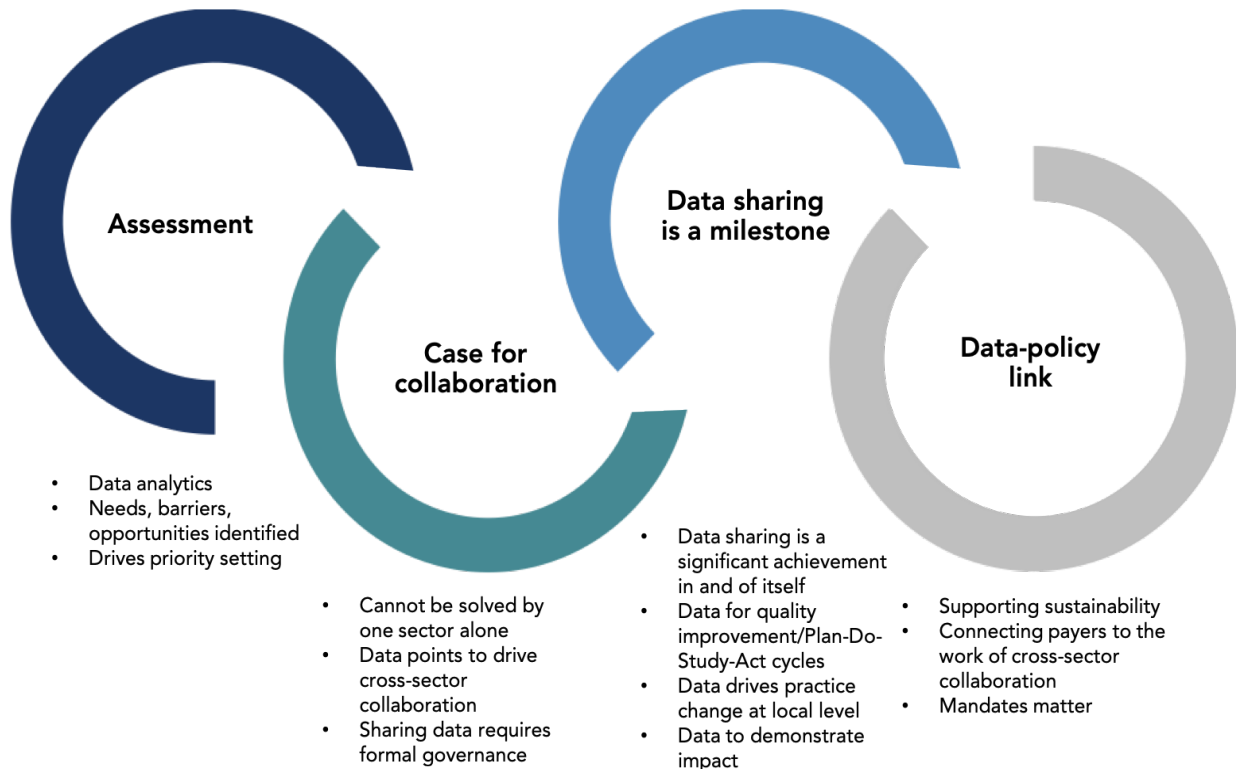 Assessment
• Data analytics
• Needs, barriers,
opportunities identified
• Drives priority setting
Case for
collaboration
• Cannot be solved by
one sector alone
• Data points to drive
cross-sector
collaboration
• Sharing data requires
formal governance
Data sharing
is a milestone
• Data sharing is a
significant achievement
in and of itself
• Data for quality
improvement/Plan-Do-
Study-Act cycles
• Data drives practice
change at local level
• Data to demonstrate
impact
Data-policy
link
• Supporting sustainability
• Connecting payers to the
work of cross-sector
collaboration
• Mandates matter